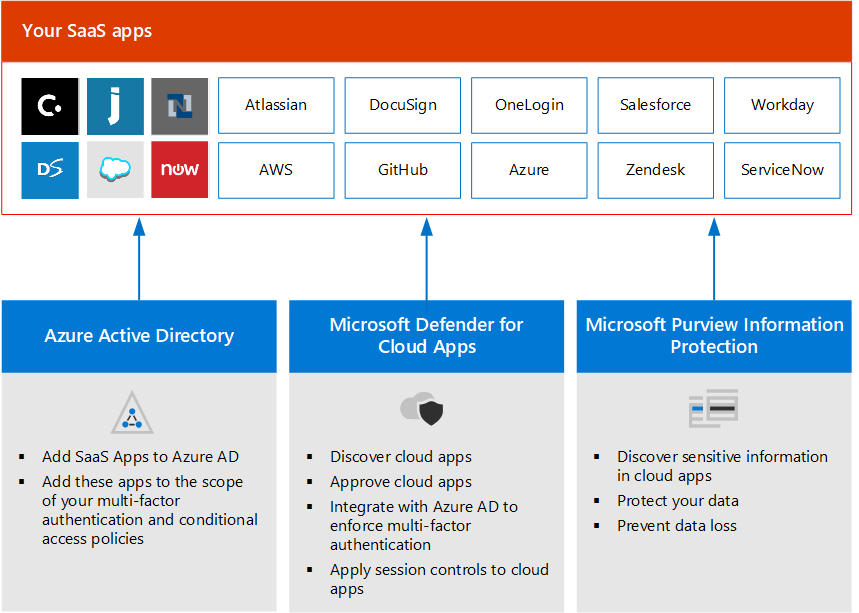 Your SaaS apps
C.
j
N
Atlassian
DocuSign
OneLogin
Salesforce
Workday
DS
now
AWS
GitHub
Azure
Zendesk
ServiceNow
Azure Active Directory
▪ Add SaaS Apps to Azure AD
▪ Add these apps to the scope
of your multi-factor
authentication and conditional
access policies
Microsoft Defender for
Cloud Apps
▪ Discover cloud apps
▪ Approve cloud apps
▪ Integrate with Azure AD to
enforce multi-factor
authentication
▪ Apply session controls to cloud
apps
Microsoft Purview Information
Protection
▪ Discover sensitive information
in cloud apps
▪ Protect your data
▪ Prevent data loss